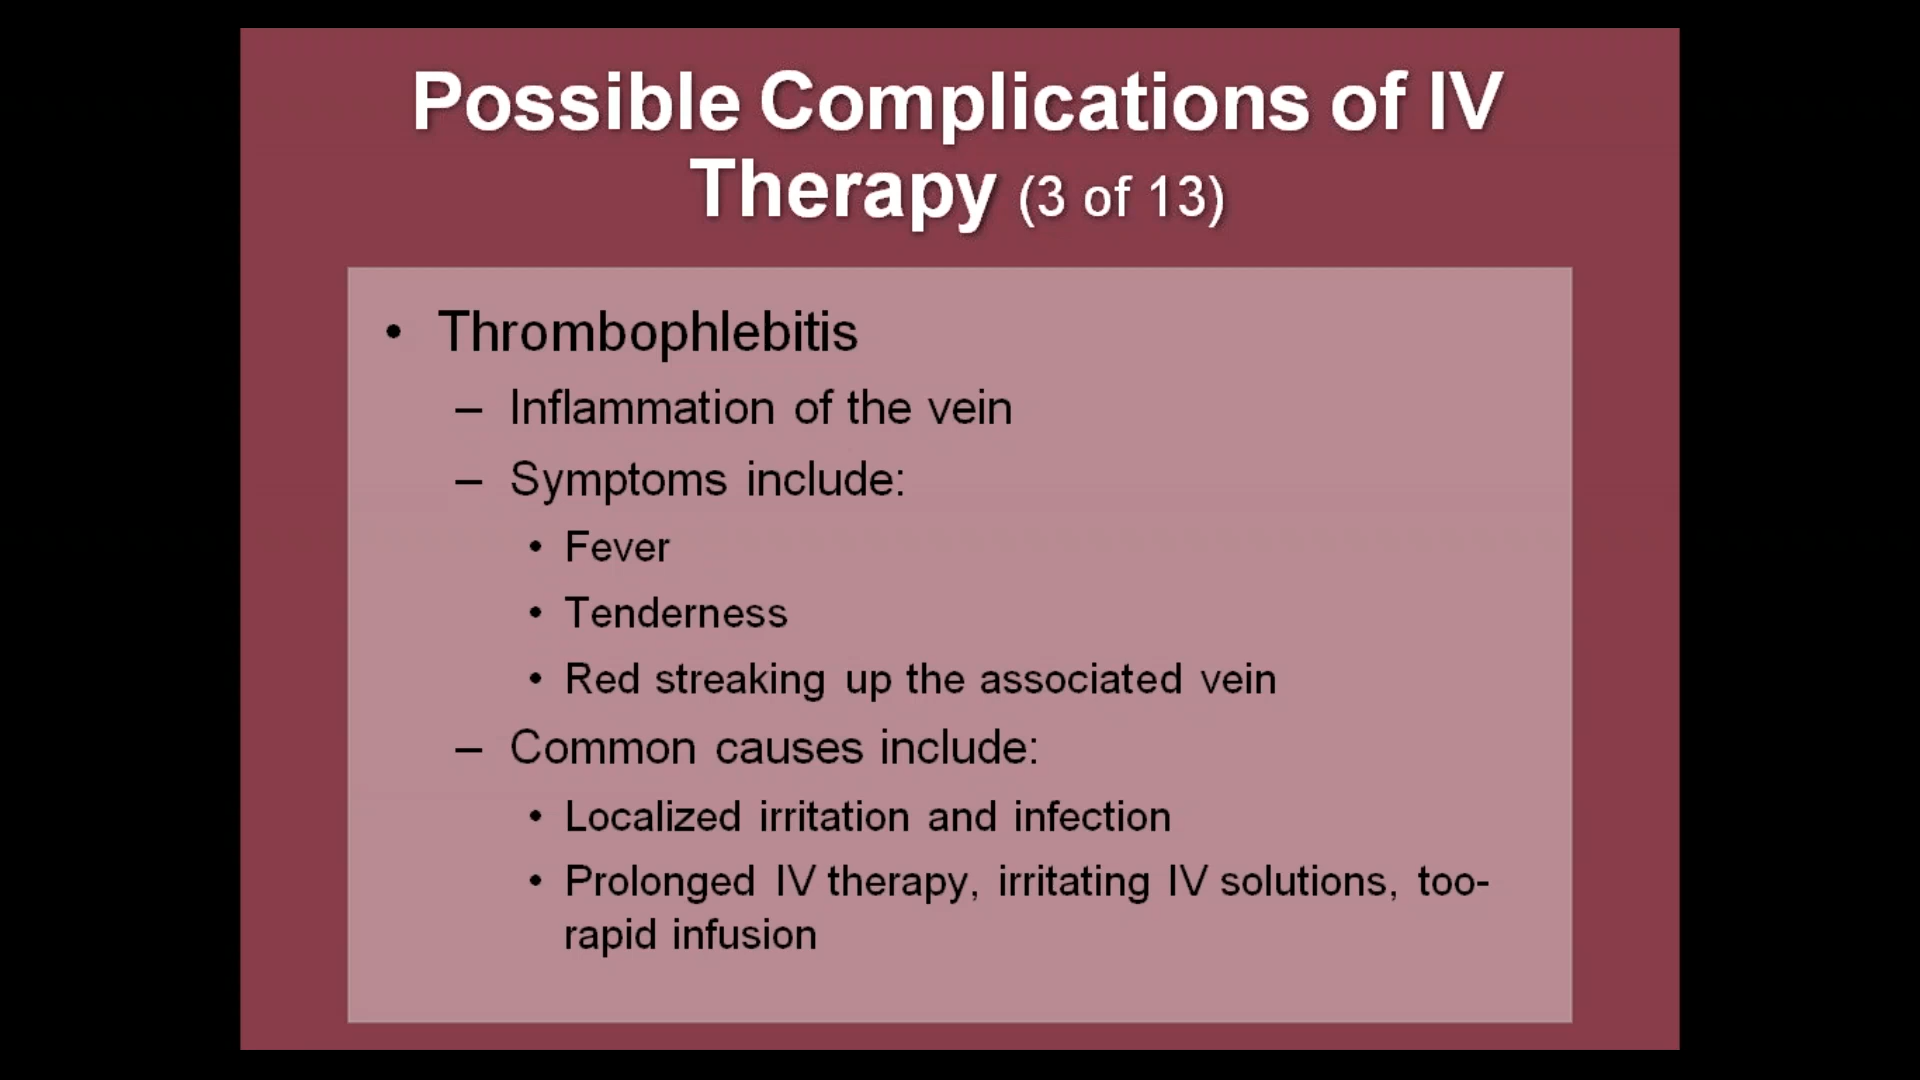 Possible Complications of IV
Therapy (3 of 13)
• Thrombophlebitis
– Inflammation of the vein
– Symptoms include:
• Fever
• Tenderness
• Red streaking up the associated vein
– Common causes include:
• Localized irritation and infection
• Prolonged IV therapy, irritating IV solutions, too-
rapid infusion